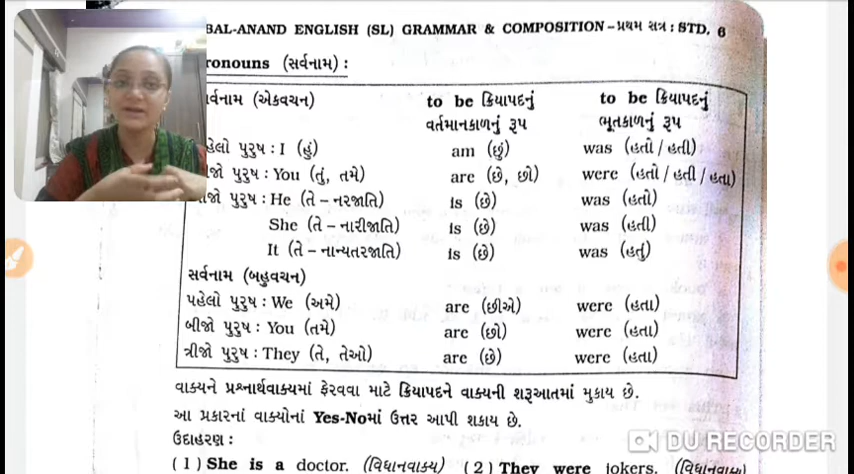 BAL-ANAND ENGLISH (SL) GRAMMAR & COMPOSITION – પ્રથમ સત્ર : STD. 6
ronouns (સર્વનામ) :
(એકવચન) to be ક્રિયાપદનું to be ક્રિયાપદનું
વર્તમાનકાળનું રૂપ ભૂતકાળનું રૂપ
પુરુષ : I (હું) am (છું) was (હતો / હતી)
પુરુષ : You (તું, તમે) are (છે, છો) were (હતો / હતી / હતા)
પુરુષ : He (તે – નરજાતિ) is (છે) was (હતો)
She (તે – નારીજાતિ) is (છે) was (હતી)
It (તે – નાન્યતરજાતિ) is (છે) was (હતું)
સર્વનામ (બહુવચન)
પહેલો પુરુષ : We (અમે) are (છીએ) were (હતા)
બીજો પુરુષ : You (તમે) are (છો) were (હતા)
ત્રીજો પુરુષ : They (તે, તેઓ) are (છે) were (હતા)
વાક્યને પ્રશ્નાર્થવાક્યમાં ફેરવવા માટે ક્રિયાપદને વાક્યની શરૂઆતમાં મુકાય છે.
આ પ્રકારનાં વાક્યોનાં Yes-Noમાં ઉત્તર આપી શકાય છે.
ઉદાહરણ :
DU RECORDER
(1) She is a doctor. (વિધાનવાક્ય) (2) They were jokers. (વિધાનવાક્ય)